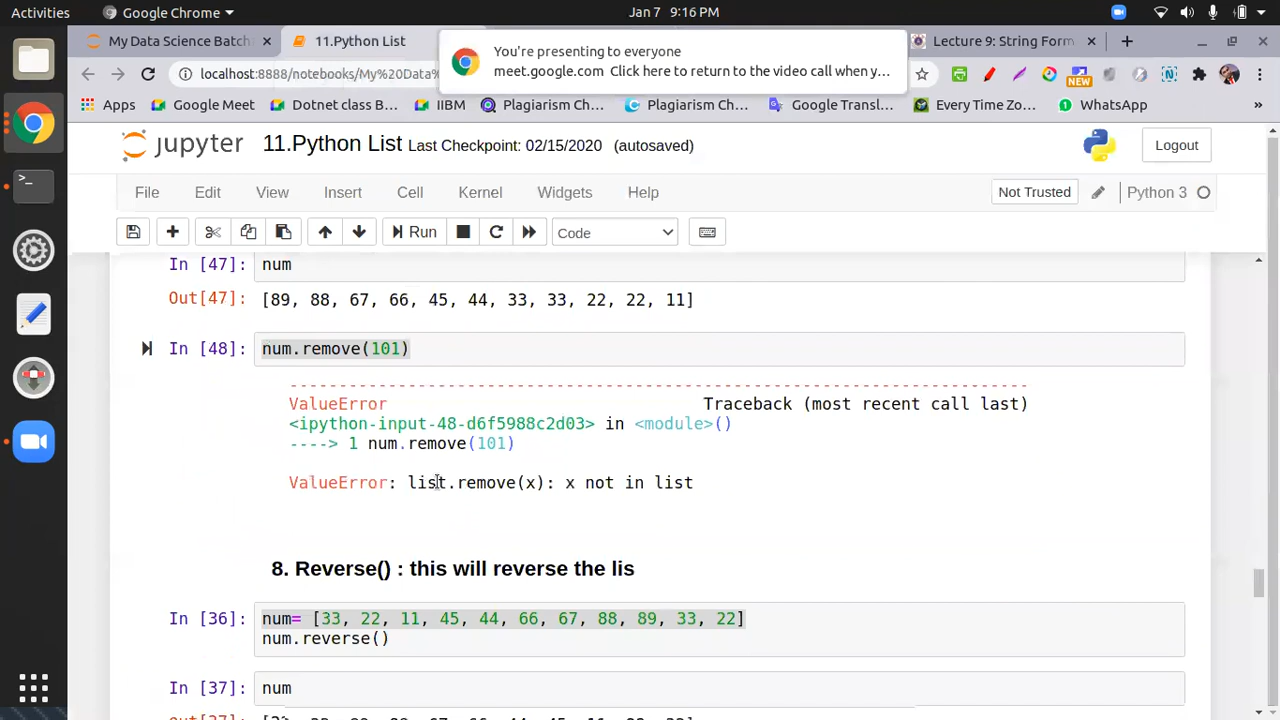 Activities
Google Chrome
Jan 7 9:16 PM
My Data Science Batch
11.Python List
You're presenting to everyone
meet.google.com Click here to return to the video call when y…
Lecture 9: String Form
localhost:8888/notebooks/My%20Data%
NEW
Apps
Google Meet
Dotnet class B…
IIBM
Plagiarism Ch…
Plagiarism Ch…
Google Transl…
Every Time Zo…
WhatsApp
jupyter 11.Python List Last Checkpoint: 02/15/2020 (autosaved)
Logout
File Edit View Insert Cell Kernel Widgets Help
Not Trusted
Python 3
Run
Code
In [47]: num
Out[47]: [89, 88, 67, 66, 45, 44, 33, 33, 22, 22, 11]
In [48]: num.remove(101)
---------------------------------------------------------------------------
ValueError Traceback (most recent call last)
<ipython-input-48-d6f5988c2d03> in <module>()
----> 1 num.remove(101)
ValueError: list.remove(x): x not in list
8. Reverse() : this will reverse the lis
In [36]: num= [33, 22, 11, 45, 44, 66, 67, 88, 89, 33, 22]
num.reverse()
In [37]: num